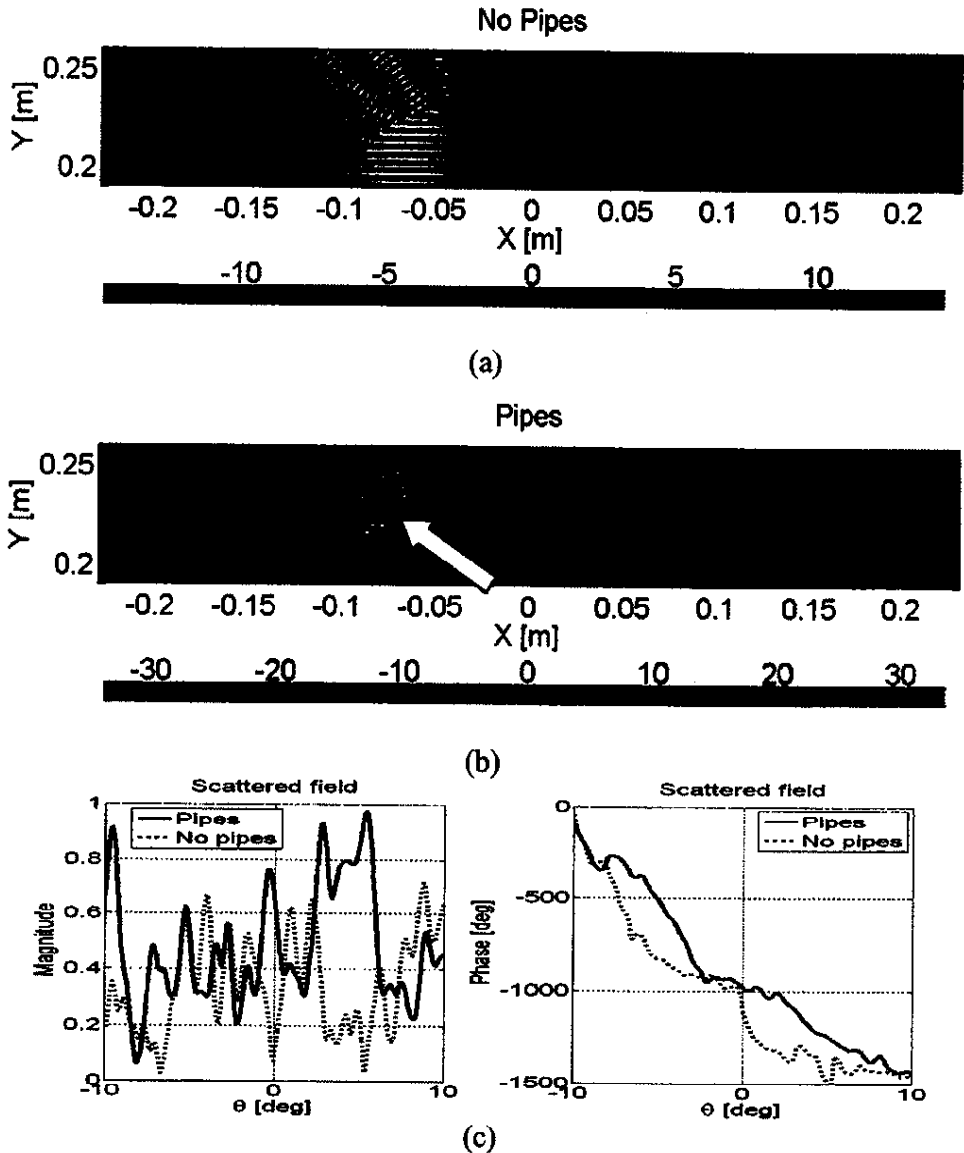 No Pipes
Y [m]
0.25
0.2
-0.2 -0.15 -0.1 -0.05 0 0.05 0.1 0.15 0.2
X [m]
-10 -5 0 5 10
(a)
Pipes
Y [m]
0.25
0.2
-0.2 -0.15 -0.1 -0.05 0 0.05 0.1 0.15 0.2
X [m]
-30 -20 -10 0 10 20 30
(b)
Scattered field
Pipes
No pipes
Magnitude
1
0.8
0.6
0.4
0.2
0
-10 0 10
θ [deg]
Scattered field
Pipes
No pipes
Phase [deg]
0
-500
-1000
-1500
-10 0 10
θ [deg]
(c)